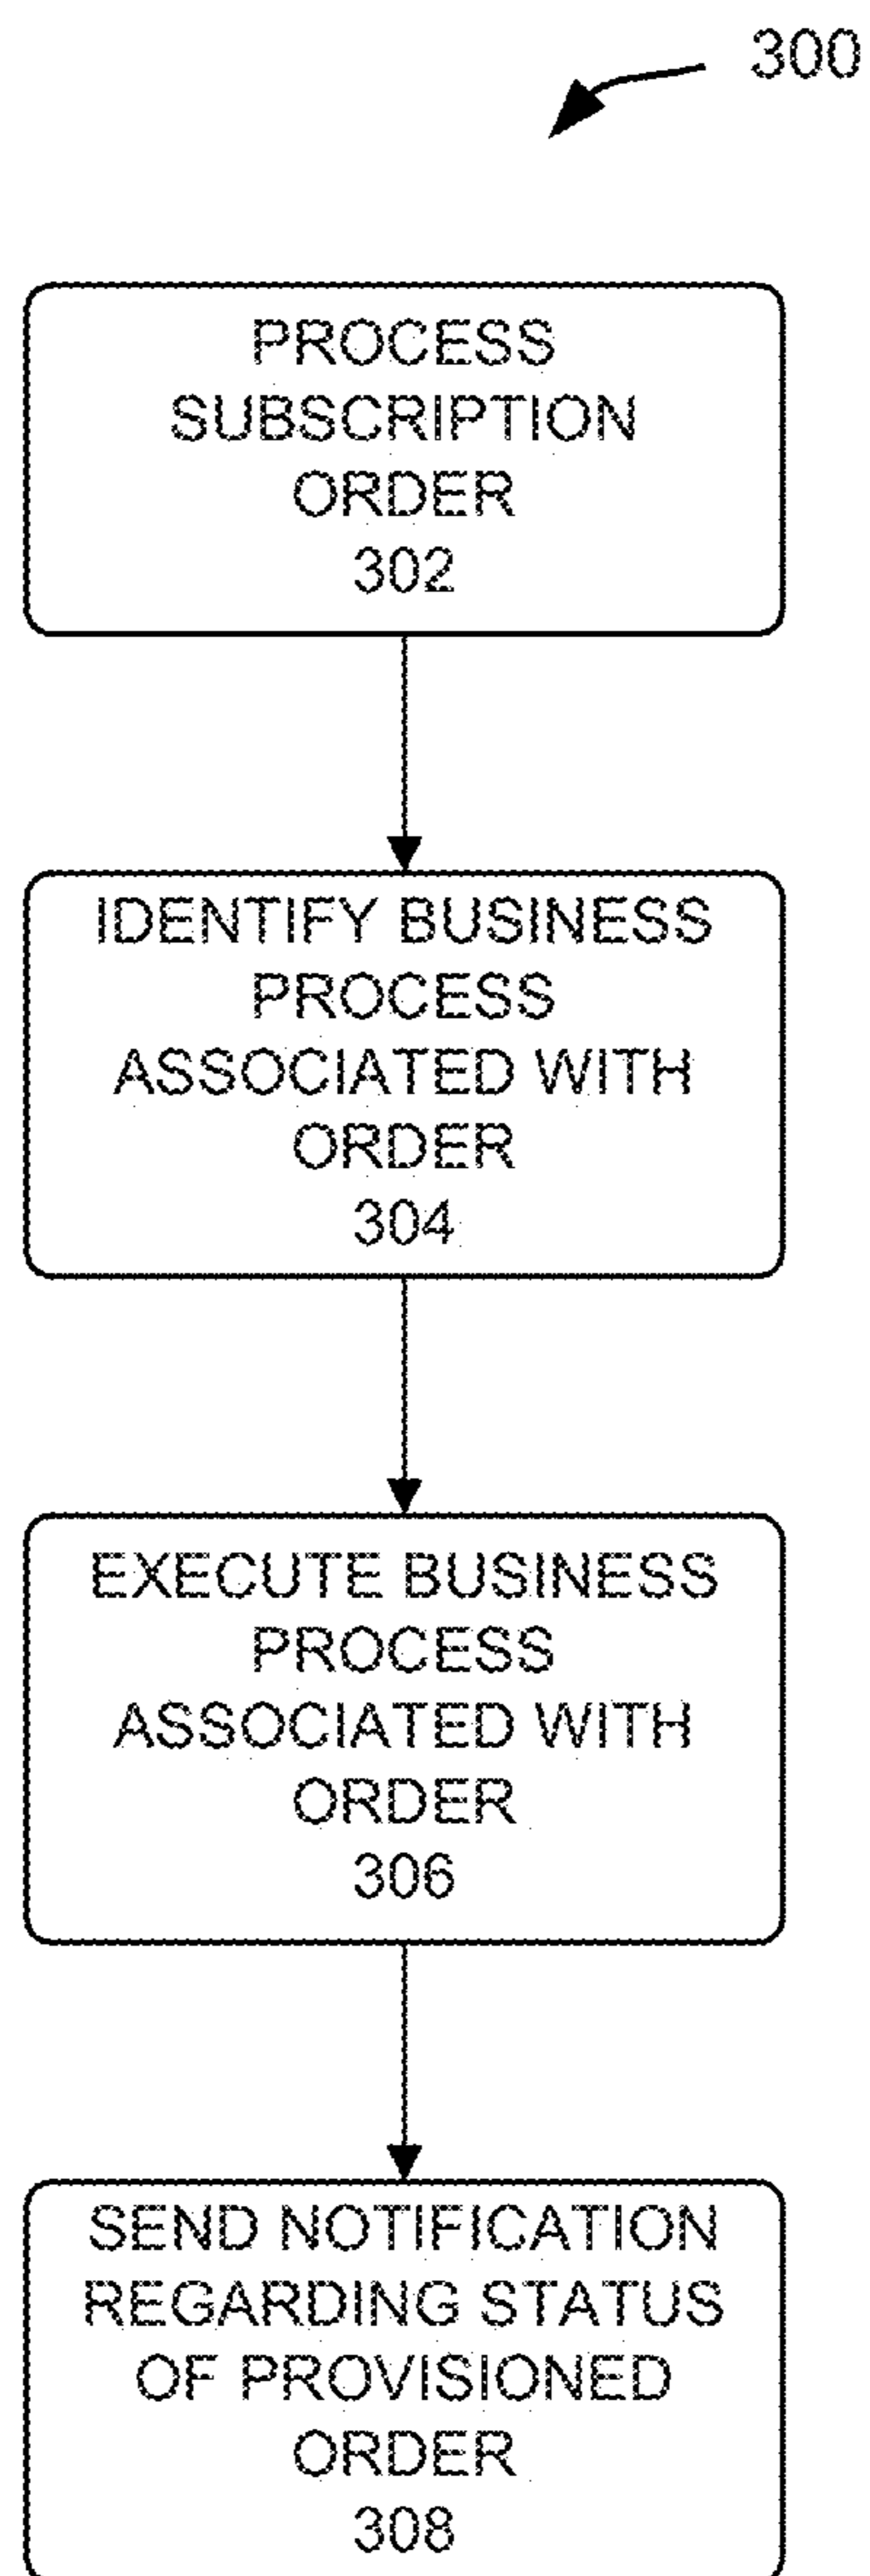 300
PROCESS
SUBSCRIPTION
ORDER
302
IDENTIFY BUSINESS
PROCESS
ASSOCIATED WITH
ORDER
304
EXECUTE BUSINESS
PROCESS
ASSOCIATED WITH
ORDER
306
SEND NOTIFICATION
REGARDING STATUS
OF PROVISIONED
ORDER
308